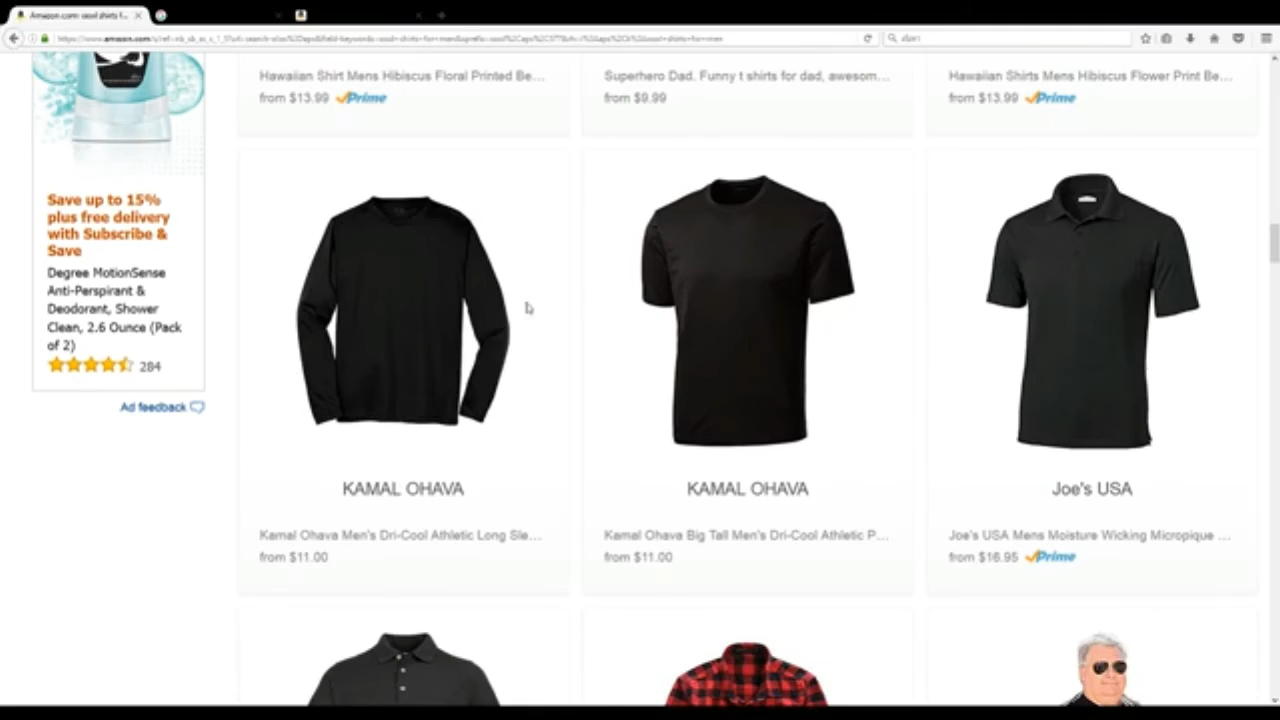 Amazon.com: cool shirts f...
Hawaiian Shirt Mens Hibiscus Floral Printed Be...
from $13.99 Prime
Superhero Dad. Funny t shirts for dad, awesom...
from $9.99
Hawaiian Shirts Mens Hibiscus Flower Print Be...
from $13.99 Prime
Save up to 15%
plus free delivery
with Subscribe &
Save
Degree MotionSense
Anti-Perspirant &
Deodorant, Shower
Clean, 2.6 Ounce (Pack
of 2)
284
Ad feedback
KAMAL OHAVA
Kamal Ohava Men's Dri-Cool Athletic Long Sle...
from $11.00
KAMAL OHAVA
Kamal Ohava Big Tall Men's Dri-Cool Athletic P...
from $11.00
Joe's USA
Joe's USA Mens Moisture Wicking Micropique ...
from $16.95 Prime